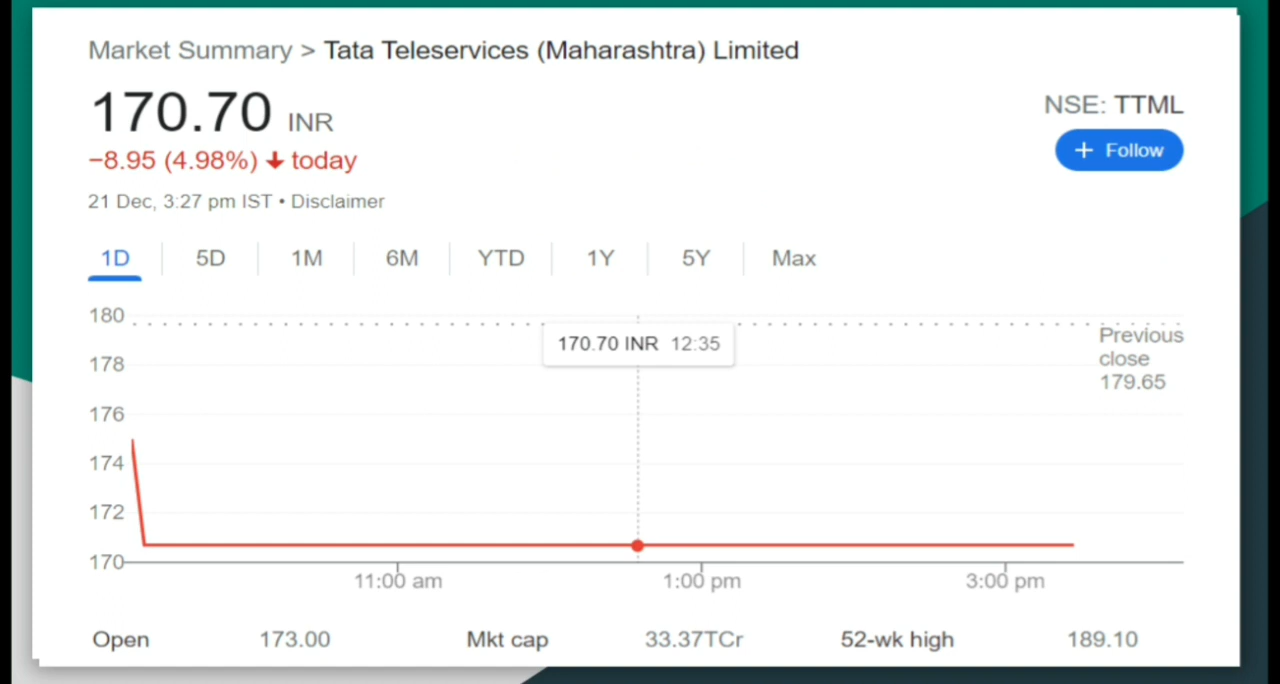 Market Summary > Tata Teleservices (Maharashtra) Limited
170.70 INR
NSE: TTML
−8.95 (4.98%) ↓ today
+ Follow
21 Dec, 3:27 pm IST • Disclaimer
1D 5D 1M 6M YTD 1Y 5Y Max
180
170.70 INR 12:35
Previous
close
179.65
178
176
174
172
170
11:00 am 1:00 pm 3:00 pm
Open 173.00 Mkt cap 33.37TCr 52-wk high 189.10